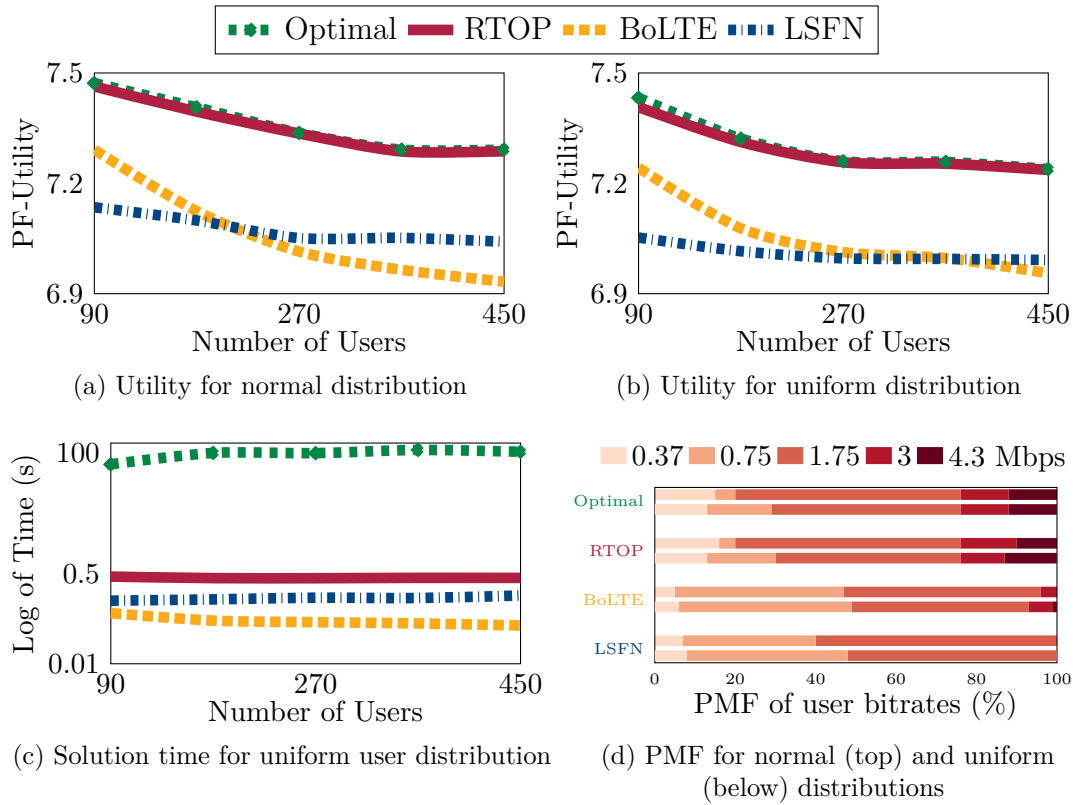 Optimal RTOP BoLTE LSFN
7.5
7.2
6.9
PF-Utility
90 270 450
Number of Users
(a) Utility for normal distribution
7.5
7.2
6.9
PF-Utility
90 270 450
Number of Users
(b) Utility for uniform distribution
100
0.5
0.01
Log of Time (s)
90 270 450
Number of Users
(c) Solution time for uniform user distribution
0.37 0.75 1.75 3 4.3 Mbps
Optimal
RTOP
BoLTE
LSFN
0 20 40 60 80 100
PMF of user bitrates (%)
(d) PMF for normal (top) and uniform
(below) distributions